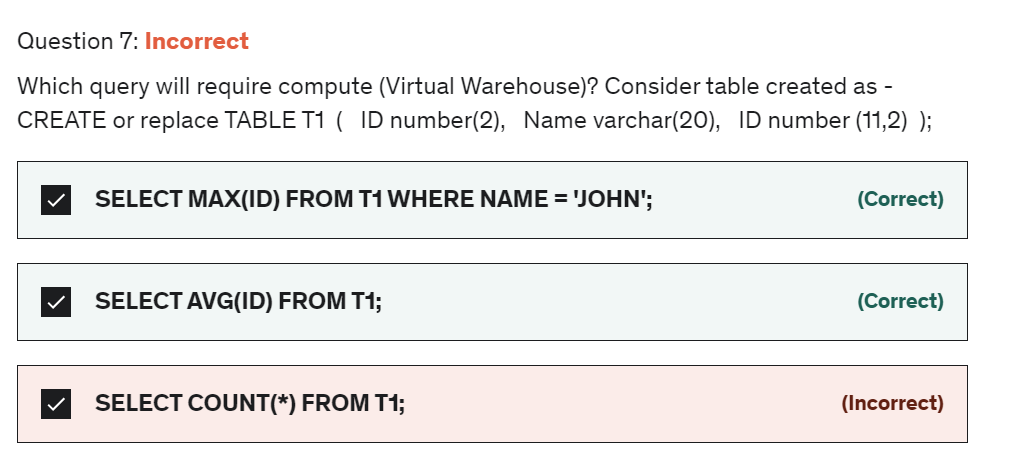 Question 7: Incorrect
Which query will require compute (Virtual Warehouse)? Consider table created as -
CREATE or replace TABLE T1 ( ID number(2), Name varchar(20), ID number (11,2) );
SELECT MAX(ID) FROM T1 WHERE NAME = 'JOHN'; (Correct)
SELECT AVG(ID) FROM T1; (Correct)
SELECT COUNT(*) FROM T1; (Incorrect)